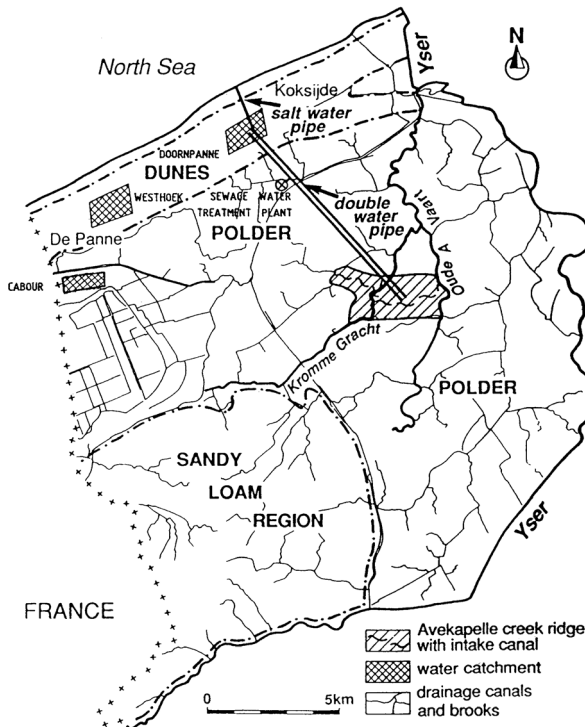 North Sea
N
Yser
Koksijde
salt water
pipe
DOORNPANNE
DUNES
WESTHOEK
SEWAGE WATER
TREATMENT PLANT
double
water
pipe
De Panne
POLDER
Oude A Vaart
CABOUR
Kromme Gracht
POLDER
SANDY
LOAM
REGION
Yser
FRANCE
Avekapelle creek ridge
with intake canal
water catchment
drainage canals
and brooks
0 5km